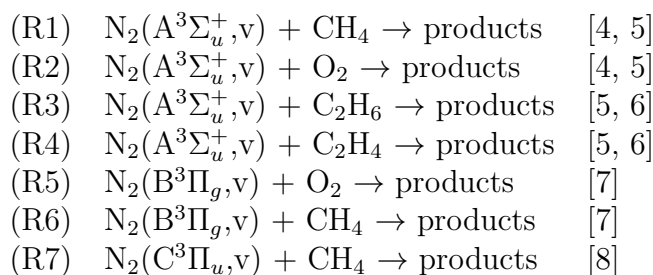 (R1) N₂(A³Σᵤ⁺,v) + CH₄ → products [4, 5]
(R2) N₂(A³Σᵤ⁺,v) + O₂ → products [4, 5]
(R3) N₂(A³Σᵤ⁺,v) + C₂H₆ → products [5, 6]
(R4) N₂(A³Σᵤ⁺,v) + C₂H₄ → products [5, 6]
(R5) N₂(B³Π_g,v) + O₂ → products [7]
(R6) N₂(B³Π_g,v) + CH₄ → products [7]
(R7) N₂(C³Πᵤ,v) + CH₄ → products [8]